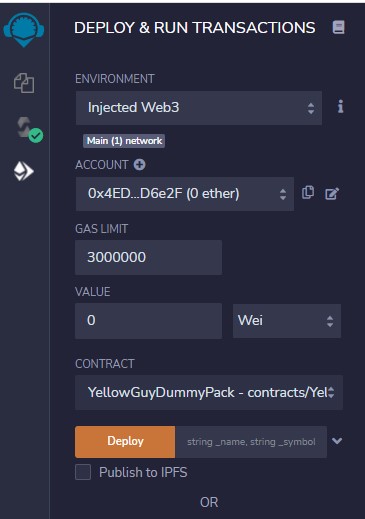 DEPLOY & RUN TRANSACTIONS
ENVIRONMENT
Injected Web3
Main (1) network
ACCOUNT
0x4ED...D6e2F (0 ether)
GAS LIMIT
3000000
VALUE
0 Wei
CONTRACT
YellowGuyDummyPack - contracts/Yel
Deploy string _name, string _symbol
Publish to IPFS
OR